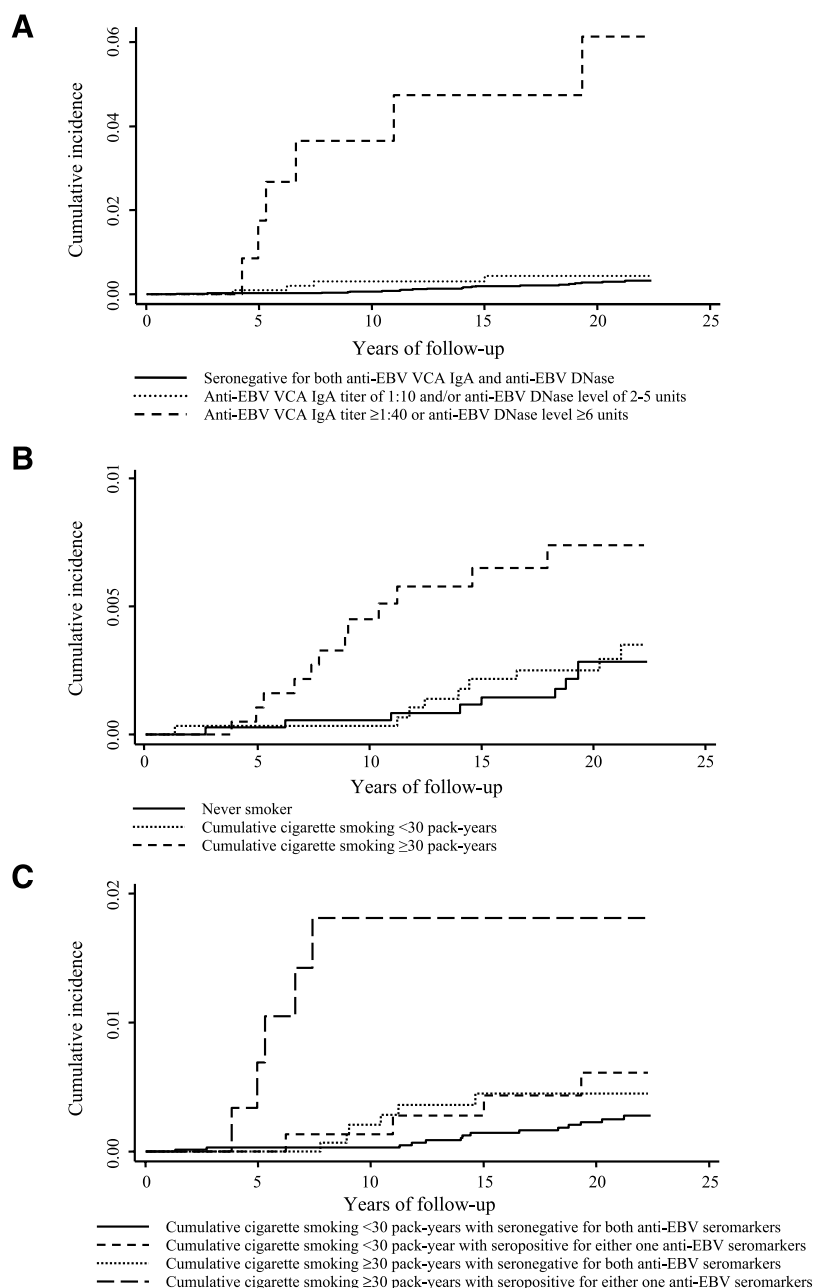 A
Cumulative incidence
0.06
0.04
0.02
0.00
0 5 10 15 20 25
Years of follow-up
Seronegative for both anti-EBV VCA IgA and anti-EBV DNase
Anti-EBV VCA IgA titer of 1:10 and/or anti-EBV DNase level of 2-5 units
Anti-EBV VCA IgA titer ≥1:40 or anti-EBV DNase level ≥6 units
B
Cumulative incidence
0.01
0.005
0.00
0 5 10 15 20 25
Years of follow-up
Never smoker
Cumulative cigarette smoking <30 pack-years
Cumulative cigarette smoking ≥30 pack-years
C
Cumulative incidence
0.02
0.01
0.00
0 5 10 15 20 25
Years of follow-up
Cumulative cigarette smoking <30 pack-years with seronegative for both anti-EBV seromarkers
Cumulative cigarette smoking <30 pack-year with seropositive for either one anti-EBV seromarkers
Cumulative cigarette smoking ≥30 pack-years with seronegative for both anti-EBV seromarkers
Cumulative cigarette smoking ≥30 pack-years with seropositive for either one anti-EBV seromarkers